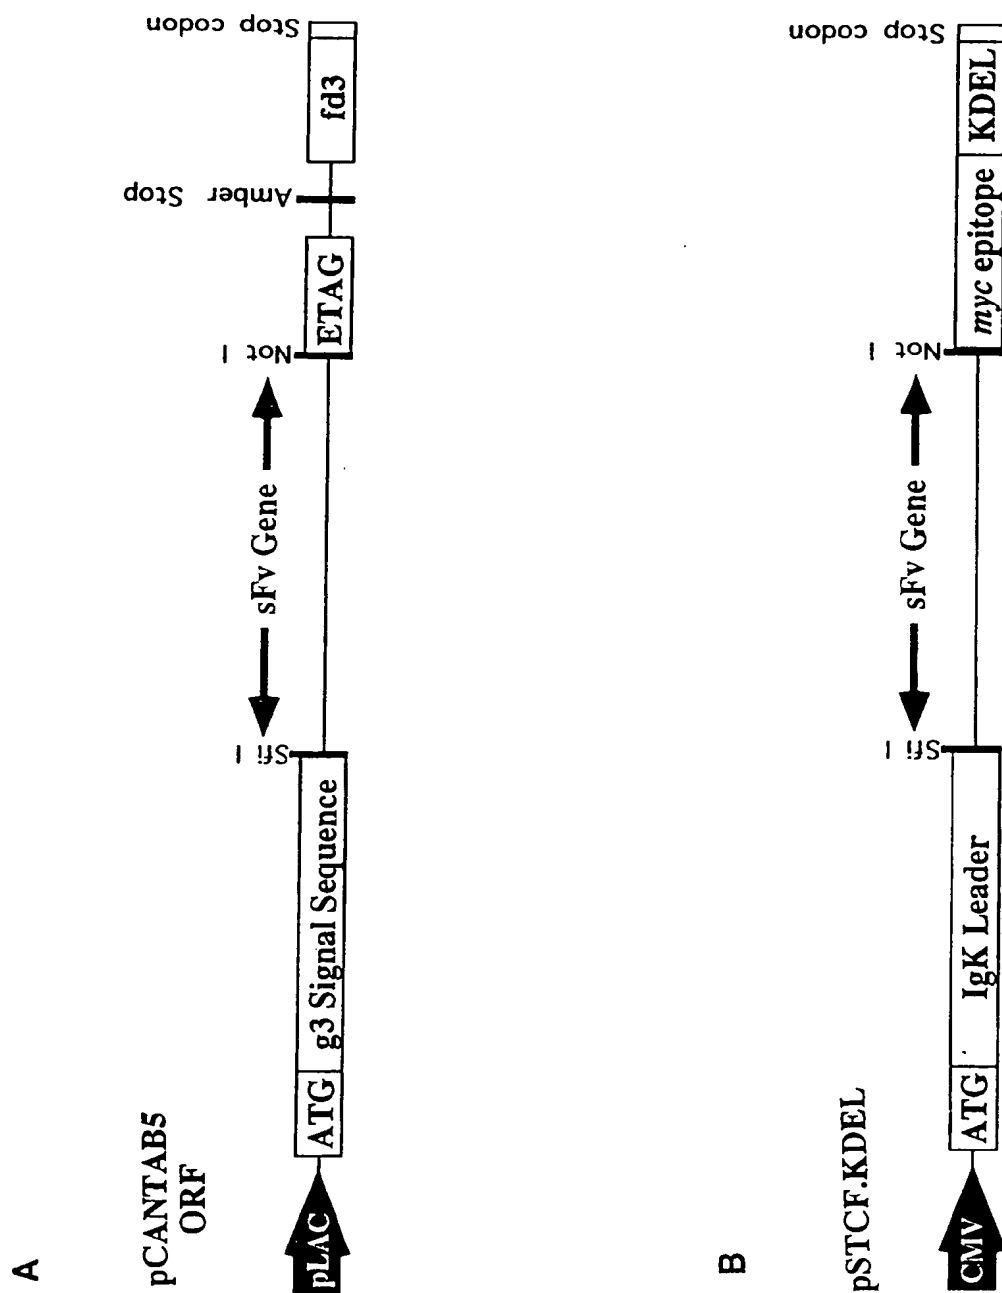 A
pCANTAB5
ORF
pLAC
ATG
g3 Signal Sequence
Sfi I
sFv Gene
Not I
ETAG
Amber Stop
fd3
Stop codon
B
pSTCF.KDEL
CMV
ATG
IgK Leader
Sfi I
sFv Gene
Not I
myc epitope
KDEL
Stop codon